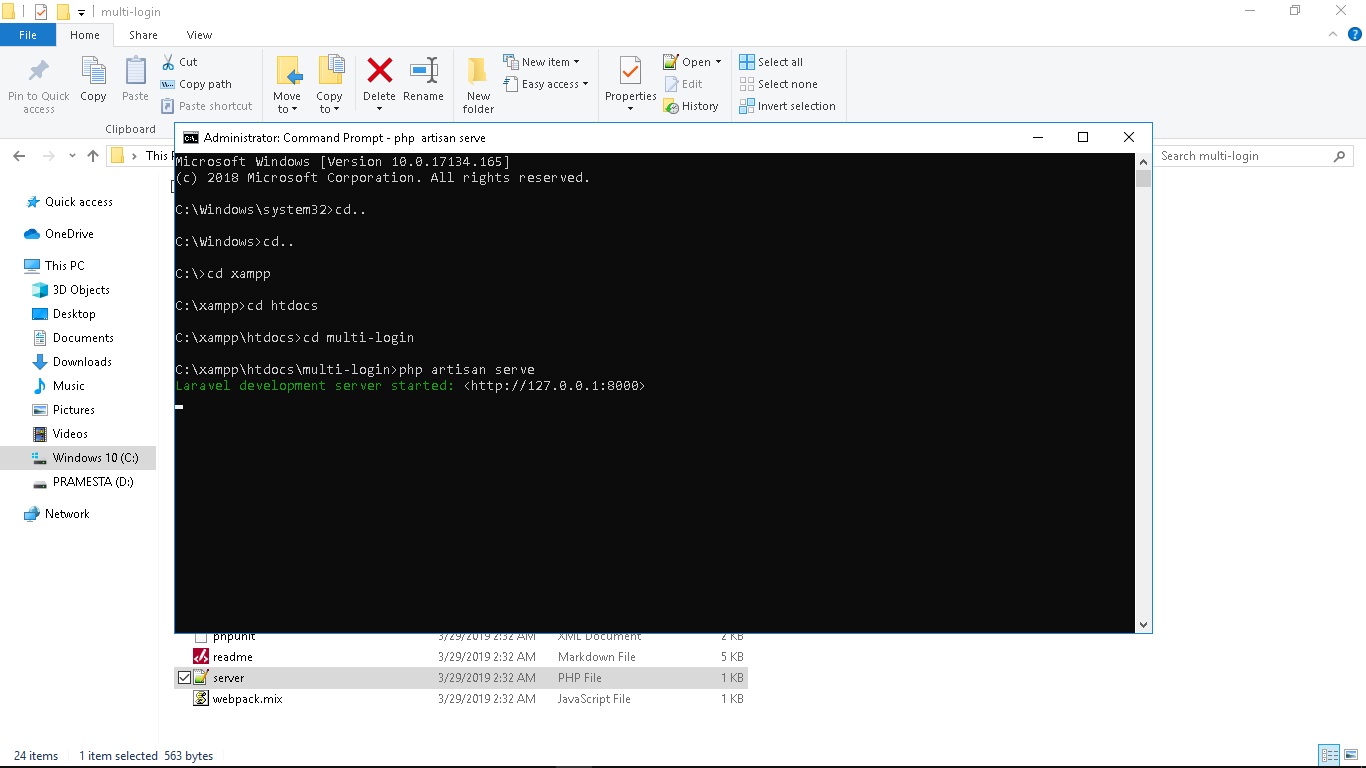 multi-login
File Home Share View
Pin to Quick access
Copy
Paste
Cut
Copy path
Paste shortcut
Clipboard
Move to
Copy to
Delete
Rename
New folder
New item
Easy access
Properties
Open
Edit
History
Select all
Select none
Invert selection
Administrator: Command Prompt - php  artisan serve
This
Search multi-login
Microsoft Windows [Version 10.0.17134.165]
(c) 2018 Microsoft Corporation. All rights reserved.
C:\Windows\system32>cd..
C:\Windows>cd..
C:\>cd xampp
C:\xampp>cd htdocs
C:\xampp\htdocs>cd multi-login
C:\xampp\htdocs\multi-login>php artisan serve
Laravel development server started: <http://127.0.0.1:8000>
Quick access
OneDrive
This PC
3D Objects
Desktop
Documents
Downloads
Music
Pictures
Videos
Windows 10 (C:)
PRAMESTA (D:)
Network
phpunit 3/29/2019 2:32 AM XML Document 2 KB
readme 3/29/2019 2:32 AM Markdown File 5 KB
server 3/29/2019 2:32 AM PHP File 1 KB
webpack.mix 3/29/2019 2:32 AM JavaScript File 1 KB
24 items 1 item selected 563 bytes